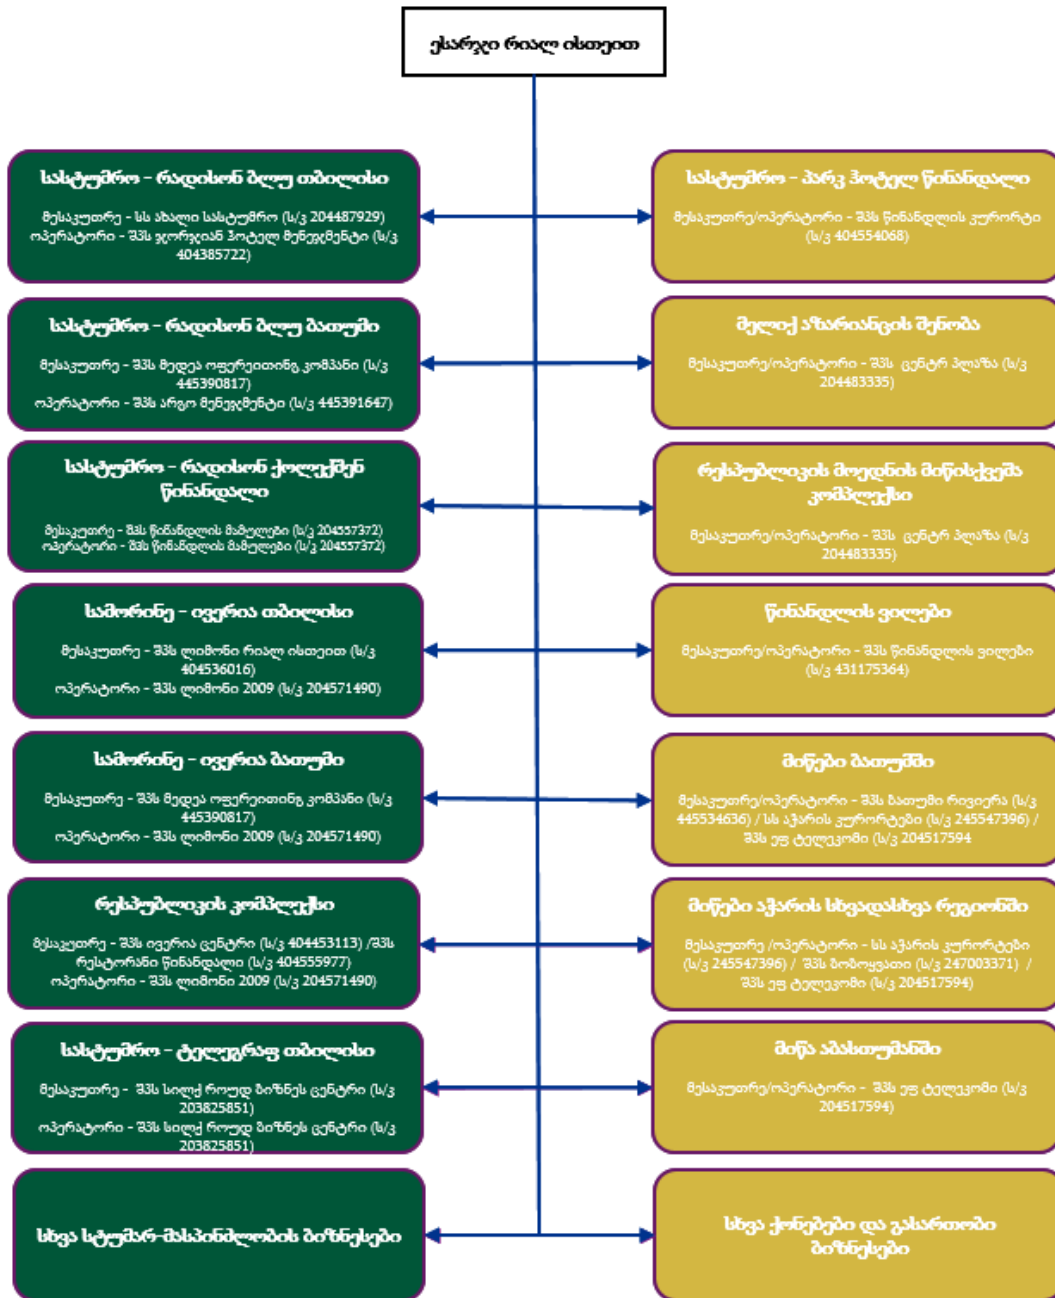 ესარჯი რიალ ისთეით
სასტუმრო - რადისონ ბლუ თბილისი
მესაკუთრე - სს ახალი სასტუმრო (ს/კ 204487929)
ოპერატორი - შპს ჯორჯიან ჰოტელ მენეჯმენტი (ს/კ
404385722)
სასტუმრო - პარკ ჰოტელ წინანდალი
მესაკუთრე/ოპერატორი - შპს წინანდლის კურორტი
(ს/კ 404554068)
სასტუმრო - რადისონ ბლუ ბათუმი
მესაკუთრე - შპს მედეა ოფერეითინგ კომპანი (ს/კ
445390817)
ოპერატორი - შპს არგო მენეჯმენტი (ს/კ 445391647)
მელიქ აზარიანცის შენობა
მესაკუთრე/ოპერატორი - შპს ცენტრ პლაზა (ს/კ
204483335)
სასტუმრო - რადისონ ქოლექშენ
წინანდალი
მესაკუთრე - შპს წინანდლის მამულები (ს/კ 204557372)
ოპერატორი - შპს წინანდლის მამულები (ს/კ 204557372)
რესპუბლიკის მოედნის მიწისქვეშა
კომპლექსი
მესაკუთრე/ოპერატორი - შპს ცენტრ პლაზა (ს/კ
204483335)
სამორინე - ივერია თბილისი
მესაკუთრე - შპს ლიმონი რიალ ისთეით (ს/კ
404536016)
ოპერატორი - შპს ლიმონი 2009 (ს/კ 204571490)
წინანდლის ვილები
მესაკუთრე/ოპერატორი - შპს წინანდლის ვილები
(ს/კ 431175364)
სამორინე - ივერია ბათუმი
მესაკუთრე - შპს მედეა ოფერეითინგ კომპანი (ს/კ
445390817)
ოპერატორი - შპს ლიმონი 2009 (ს/კ 204571490)
მიწები ბათუმში
მესაკუთრე/ოპერატორი - შპს ბათუმი რივიერა (ს/კ
445534636) / სს აჭარის კურორტები (ს/კ 245547396) /
შპს ეფ ტელეკომი (ს/კ 204517594
რესპუბლიკის კომპლექსი
მესაკეთრე - შპს ივერია ცენტრი (ს/კ 404453113) /შპს
რესტორანი წინანდალი (ს/კ 404555977)
ოპერატორი - შპს ლიმონი 2009 (ს/კ 204571490)
მიწები აჭარის სხვადასხვა რეგიონში
მესაკუთრე /ოპერატორი - სს აჭარის კურორტები
(ს/კ 245547396) / შპს ბობოყვათი (ს/კ 247003371) /
შპს ეფ ტელეკომი (ს/კ 204517594)
სასტუმრო - ტელეგრაფ თბილისი
მესაკუთრე - შპს სილქ როუდ ბიზნეს ცენტრი (ს/კ
203825851)
ოპერატორი - შპს სილქ როუდ ბიზნეს ცენტრი (ს/კ
203825851)
მიწა აბასთუმანში
მესაკუთრე/ოპერატორი - შპს ეფ ტელეკომი (ს/კ
204517594)
სხვა სტუმარ-მასპინძლობის ბიზნესები
სხვა ქონებები და გასართობი
ბიზნესები